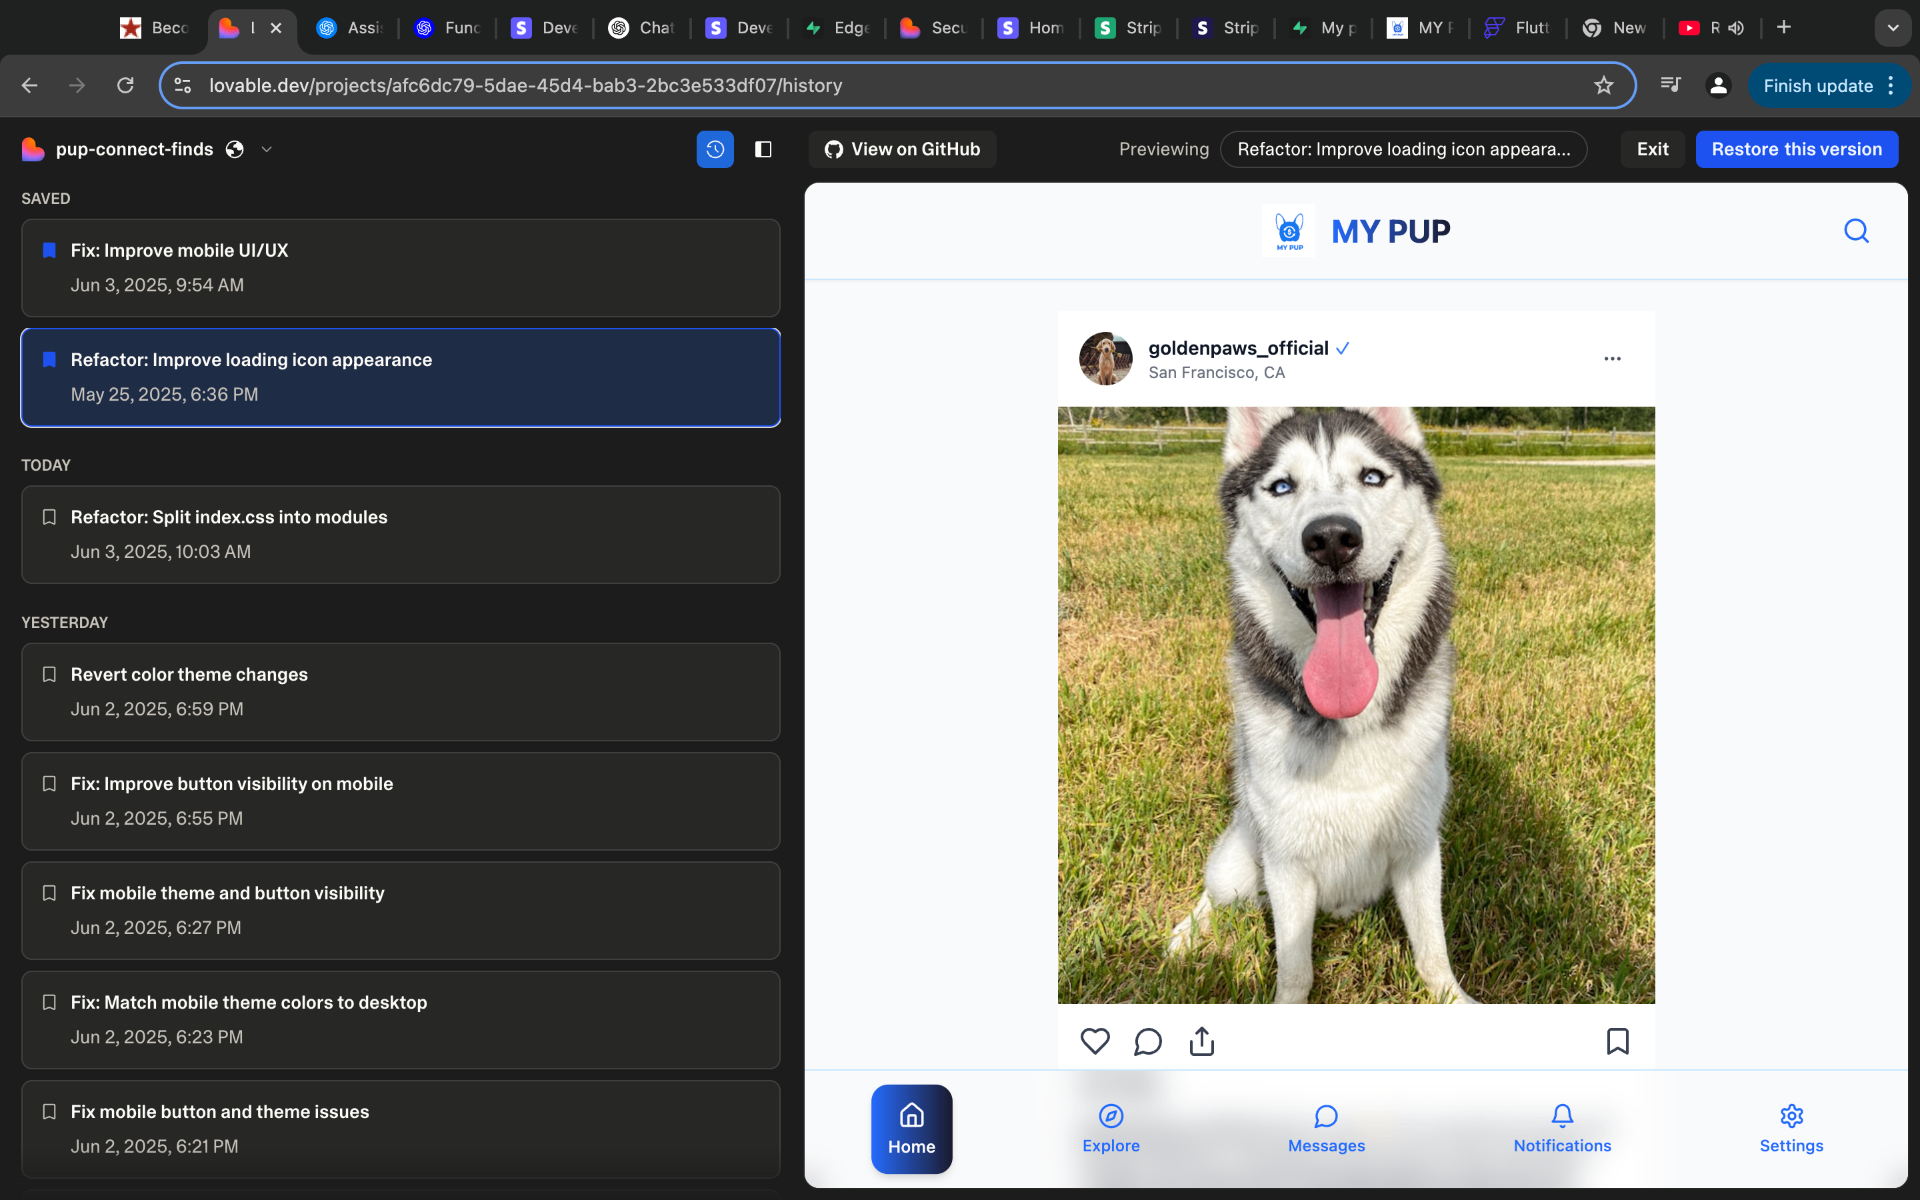 Beco
l
Assi
Func
Deve
Chat
Deve
Edge
Secu
Hom
Strip
Strip
My p
MY P
Flutt
New
R
lovable.dev/projects/afc6dc79-5dae-45d4-bab3-2bc3e533df07/history
Finish update
pup-connect-finds
View on GitHub
Previewing
Refactor: Improve loading icon appeara...
Exit
Restore this version
SAVED
Fix: Improve mobile UI/UX
Jun 3, 2025, 9:54 AM
Refactor: Improve loading icon appearance
May 25, 2025, 6:36 PM
TODAY
Refactor: Split index.css into modules
Jun 3, 2025, 10:03 AM
YESTERDAY
Revert color theme changes
Jun 2, 2025, 6:59 PM
Fix: Improve button visibility on mobile
Jun 2, 2025, 6:55 PM
Fix mobile theme and button visibility
Jun 2, 2025, 6:27 PM
Fix: Match mobile theme colors to desktop
Jun 2, 2025, 6:23 PM
Fix mobile button and theme issues
Jun 2, 2025, 6:21 PM
MY PUP
MY PUP
goldenpaws_official
San Francisco, CA
Home
Explore
Messages
Notifications
Settings